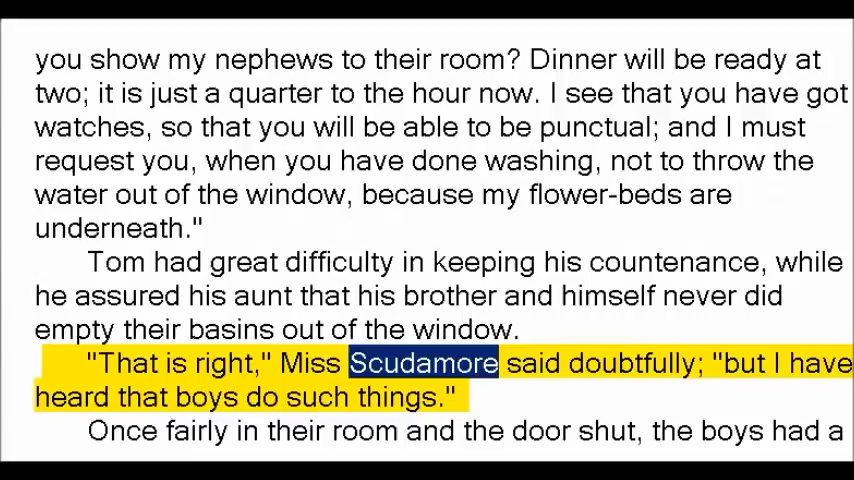 you show my nephews to their room? Dinner will be ready at
two; it is just a quarter to the hour now. I see that you have got
watches, so that you will be able to be punctual; and I must
request you, when you have done washing, not to throw the
water out of the window, because my flower-beds are
underneath."
Tom had great difficulty in keeping his countenance, while
he assured his aunt that his brother and himself never did
empty their basins out of the window.
"That is right," Miss Scudamore said doubtfully; "but I have
heard that boys do such things."
Once fairly in their room and the door shut, the boys had a